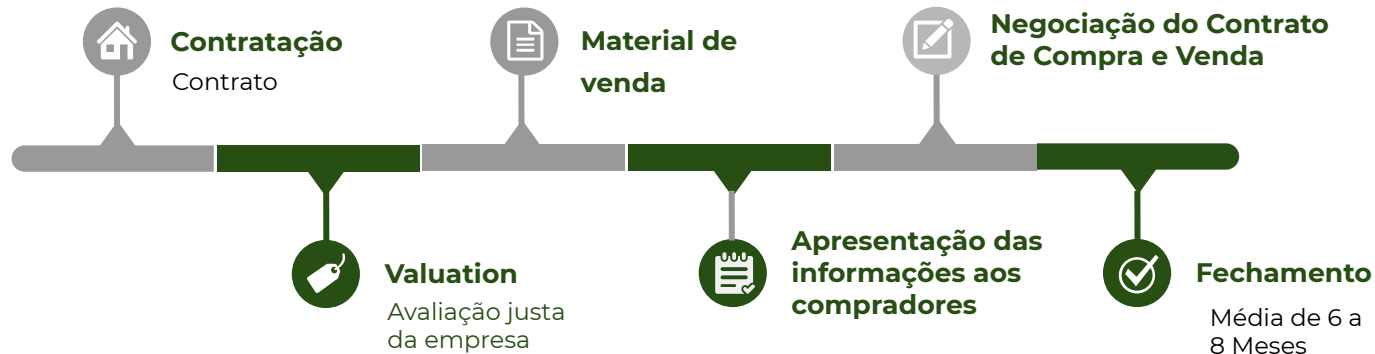 Contratação
Contrato
Valuation
Avaliação justa
da empresa
Material de
venda
Apresentação das
informações aos
compradores
Negociação do Contrato
de Compra e Venda
Fechamento
Média de 6 a
8 Meses